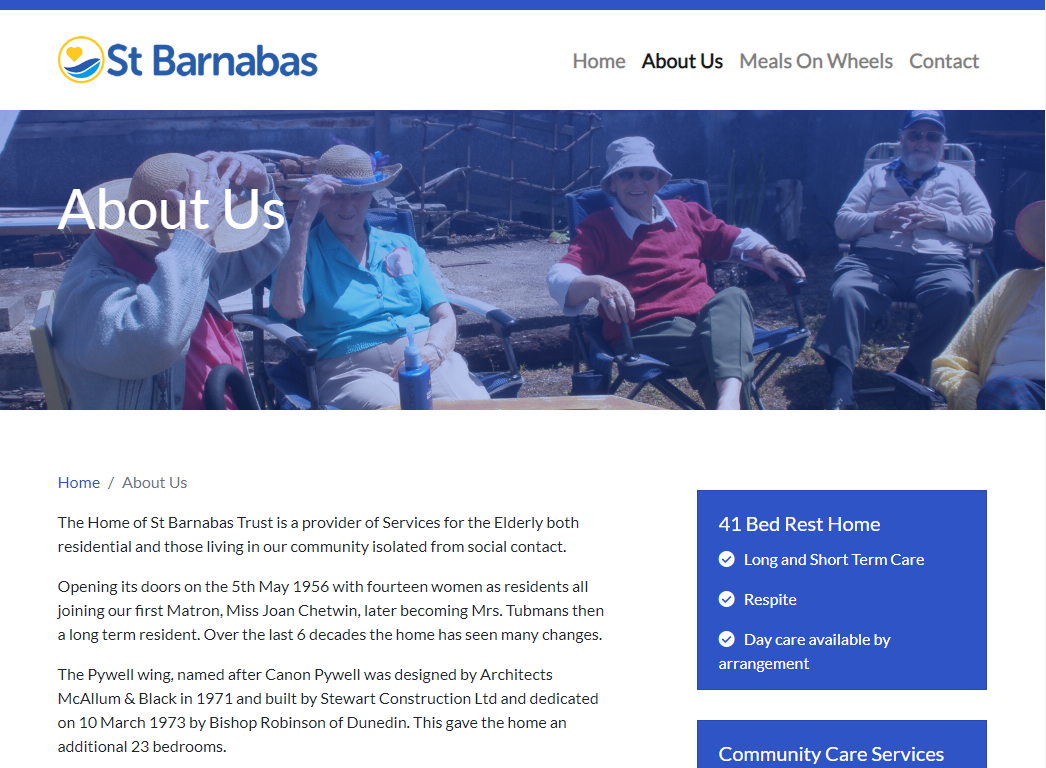 St Barnabas
Home About Us Meals On Wheels Contact
About Us
Home / About Us
The Home of St Barnabas Trust is a provider of Services for the Elderly both
residential and those living in our community isolated from social contact.
Opening its doors on the 5th May 1956 with fourteen women as residents all
joining our first Matron, Miss Joan Chetwin, later becoming Mrs. Tubmans then
a long term resident. Over the last 6 decades the home has seen many changes.
The Pywell wing, named after Canon Pywell was designed by Architects
McAllum & Black in 1971 and built by Stewart Construction Ltd and dedicated
on 10 March 1973 by Bishop Robinson of Dunedin. This gave the home an
additional 23 bedrooms.
41 Bed Rest Home
Long and Short Term Care
Respite
Day care available by
arrangement
Community Care Services